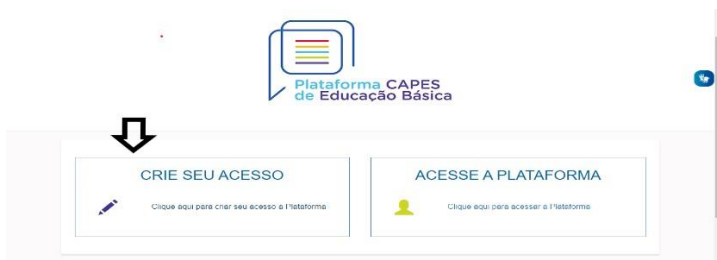 Plataforma CAPES
de Educação Básica
CRIE SEU ACESSO
Clique aqui para criar seu acesso a Plataforma
ACESSE A PLATAFORMA
Clique aqui para acessar a Plataforma